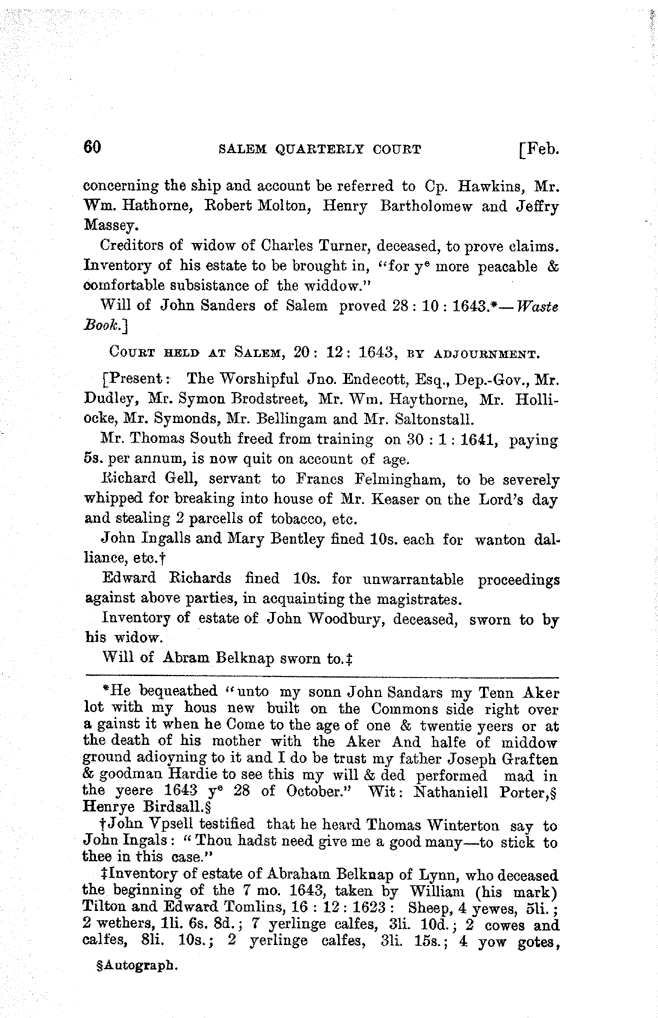 60 SALEM QUARTERLY COURT [Feb.
concerning the ship and account be referred to Cp. Hawkins, Mr.
Wm. Hathorne, Robert Molton, Henry Bartholomew and Jeffry
Massey.
Creditors of widow of Charles Turner, deceased, to prove claims.
Inventory of his estate to be brought in, "for yᵉ more peacable &
comfortable subsistance of the widdow."
Will of John Sanders of Salem proved 28 : 10 : 1643.*—Waste
Book.]
COURT HELD AT SALEM, 20 : 12 : 1643, BY ADJOURNMENT.
[Present : The Worshipful Jno. Endecott, Esq., Dep.-Gov., Mr.
Dudley, Mr. Symon Brodstreet, Mr. Wm. Haythorne, Mr. Holli-
ocke, Mr. Symonds, Mr. Bellingam and Mr. Saltonstall.
Mr. Thomas South freed from training on 30 : 1 : 1641, paying
5s. per annum, is now quit on account of age.
Richard Gell, servant to Francs Felmingham, to be severely
whipped for breaking into house of Mr. Keaser on the Lord's day
and stealing 2 parcells of tobacco, etc.
John Ingalls and Mary Bentley fined 10s. each for wanton dal-
liance, etc.†
Edward Richards fined 10s. for unwarrantable proceedings
against above parties, in acquainting the magistrates.
Inventory of estate of John Woodbury, deceased, sworn to by
his widow.
Will of Abram Belknap sworn to.‡
*He bequeathed "unto my sonn John Sandars my Tenn Aker
lot with my hous new built on the Commons side right over
a gainst it when he Come to the age of one & twentie yeers or at
the death of his mother with the Aker And halfe of middow
ground adioyning to it and I do be trust my father Joseph Graften
& goodman Hardie to see this my will & ded performed mad in
the yeere 1643 yᵉ 28 of October." Wit : Nathaniell Porter,§
Henrye Birdsall.§
†John Vpsell testified that he heard Thomas Winterton say to
John Ingals : "Thou hadst need give me a good many—to stick to
thee in this case."
‡Inventory of estate of Abraham Belknap of Lynn, who deceased
the beginning of the 7 mo. 1643, taken by William (his mark)
Tilton and Edward Tomlins, 16 : 12 : 1623 : Sheep, 4 yewes, 5li. ;
2 wethers, 1li. 6s. 8d. ; 7 yerlinge calfes, 3li. 10d. ; 2 cowes and
calfes, 8li. 10s. ; 2 yerlinge calfes, 3li. 15s. ; 4 yow gotes,
§Autograph.